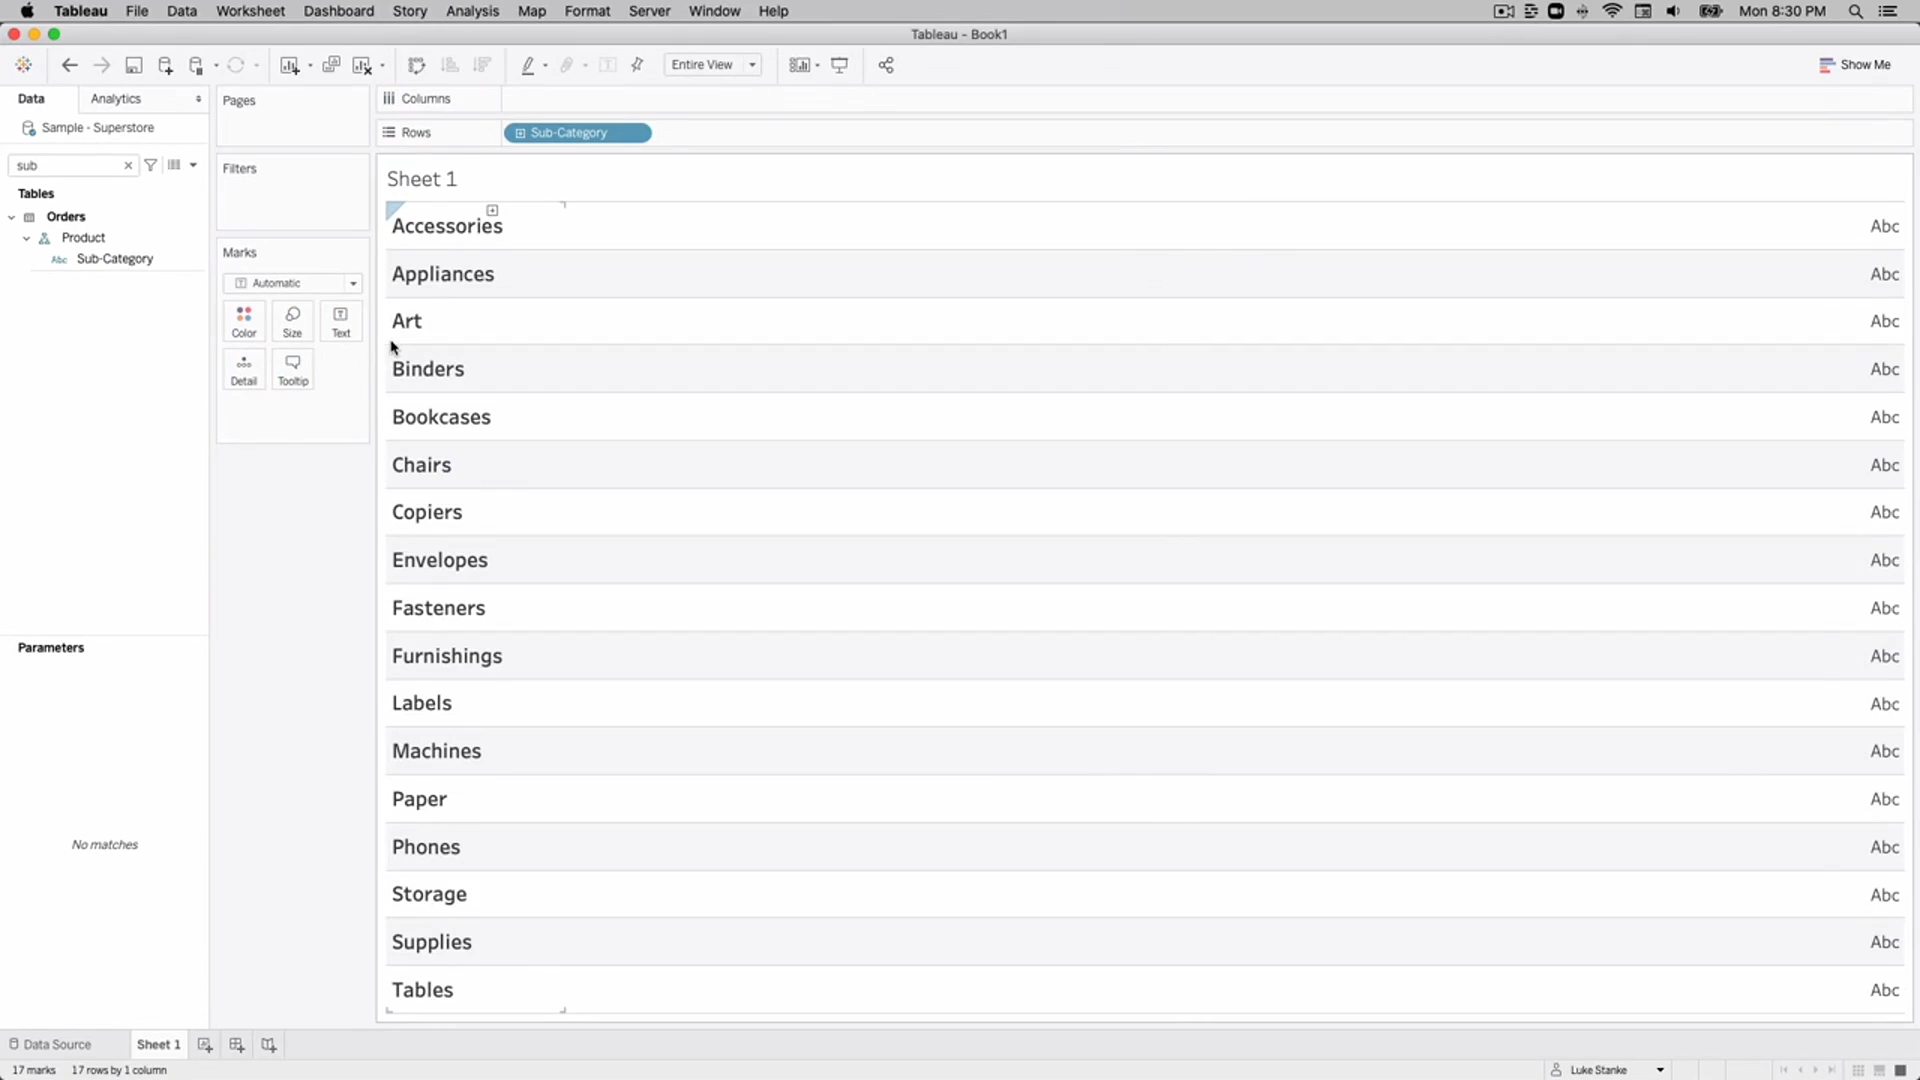 Tableau File Data Worksheet Dashboard Story Analysis Map Format Server Window Help Mon 8:30 PM
Tableau - Book1
Entire View Show Me
Data Analytics Pages Columns
Sample - Superstore Rows Sub-Category
sub Filters
Tables
Orders
Product
Abc Sub-Category
Marks
Automatic
Color Size Text
Detail Tooltip
Parameters
No matches
Sheet 1
Accessories Abc
Appliances Abc
Art Abc
Binders Abc
Bookcases Abc
Chairs Abc
Copiers Abc
Envelopes Abc
Fasteners Abc
Furnishings Abc
Labels Abc
Machines Abc
Paper Abc
Phones Abc
Storage Abc
Supplies Abc
Tables Abc
Data Source Sheet 1
17 marks 17 rows by 1 column Luke Stanke